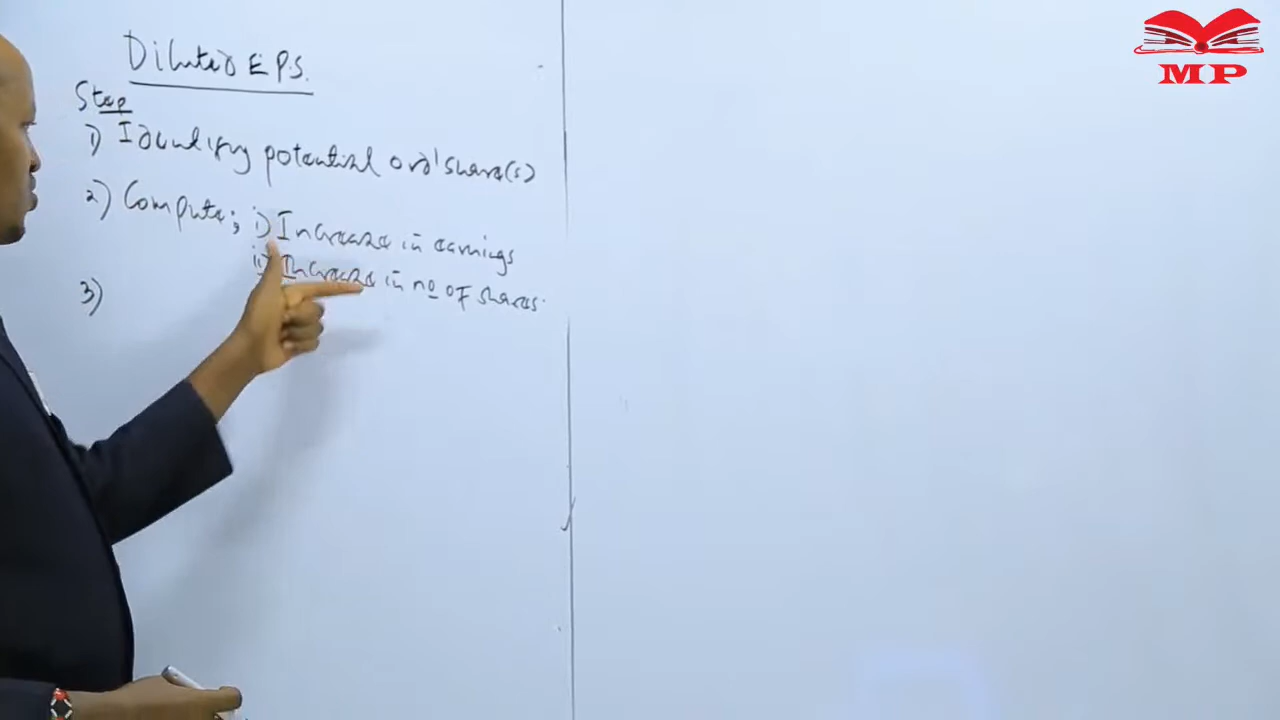 Diluted E.P.S.
Step
1) Identify potential ord' share(s)
2) Compute; i) Increase in earnings
ii) Increase in no of shares.
3)
MP